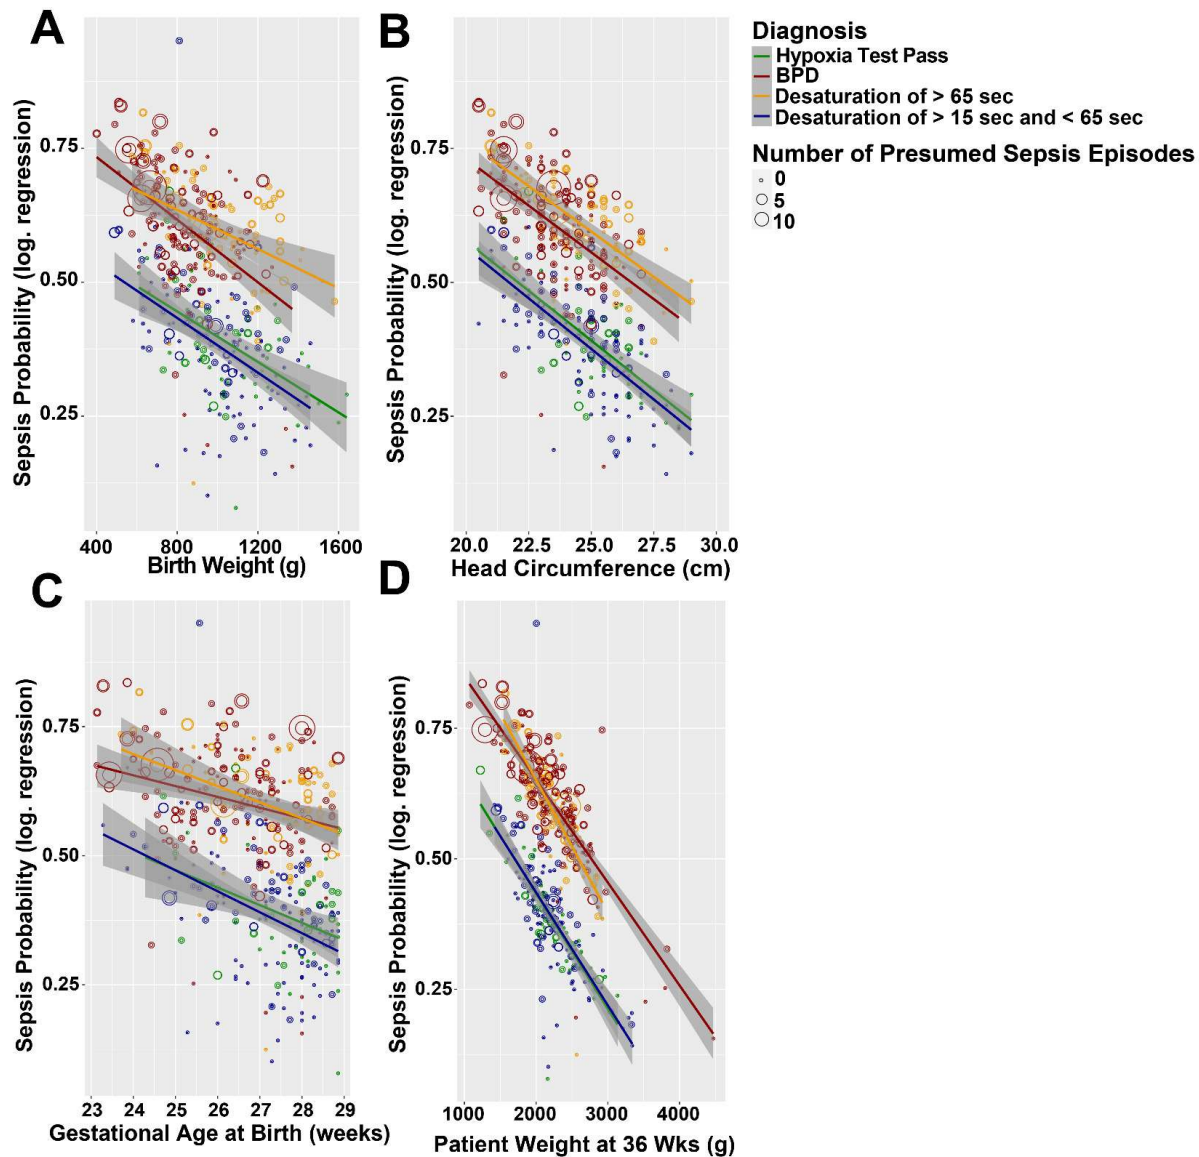 A
B
Diagnosis
Hypoxia Test Pass
BPD
Desaturation of > 65 sec
Desaturation of > 15 sec and < 65 sec
Number of Presumed Sepsis Episodes
0
5
10
Sepsis Probability (log. regression)
0.75
0.50
0.25
400 800 1200 1600
Birth Weight (g)
Sepsis Probability (log. regression)
0.75
0.50
0.25
20.0 22.5 25.0 27.5 30.0
Head Circumference (cm)
C
D
Sepsis Probability (log. regression)
0.75
0.50
0.25
23 24 25 26 27 28 29
Gestational Age at Birth (weeks)
Sepsis Probability (log. regression)
0.75
0.50
0.25
1000 2000 3000 4000
Patient Weight at 36 Wks (g)